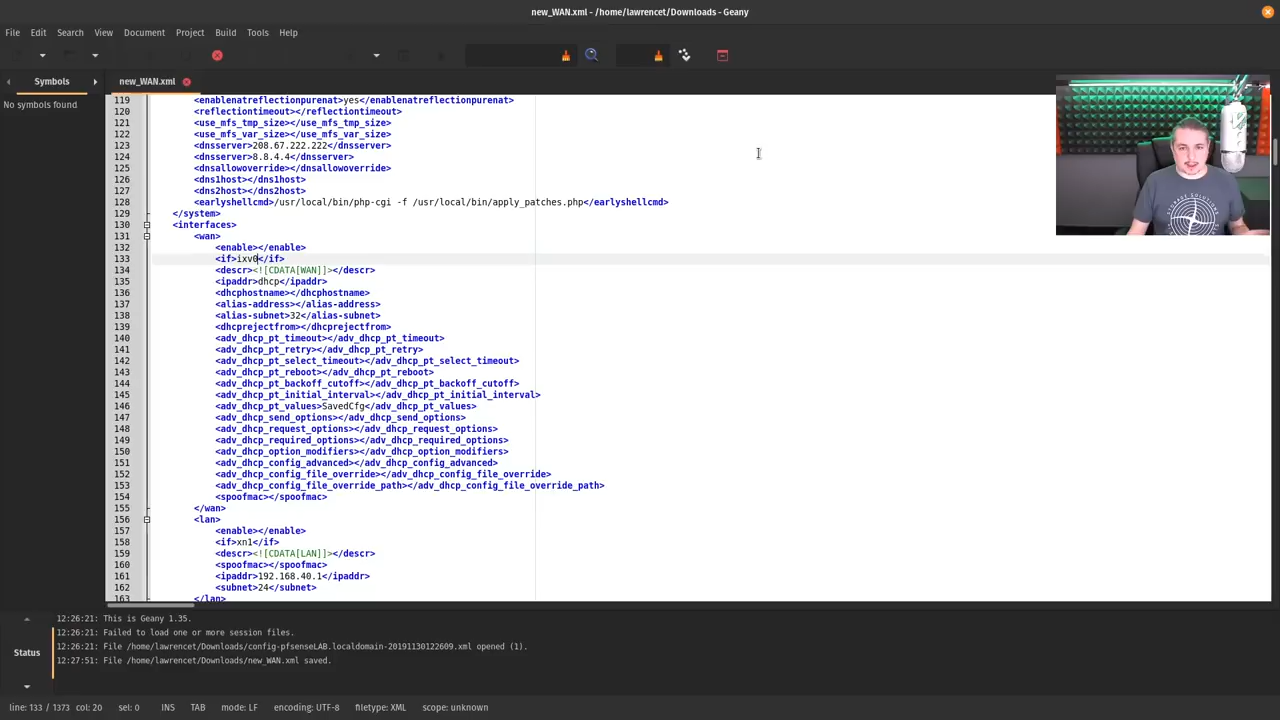 new_WAN.xml - /home/lawrencet/Downloads - Geany
File Edit Search View Document Project Build Tools Help
Symbols
new_WAN.xml
No symbols found
119 <enablenatreflectionpurenat>yes</enablenatreflectionpurenat>
120 <reflectiontimeout></reflectiontimeout>
121 <use_mfs_tmp_size></use_mfs_tmp_size>
122 <use_mfs_var_size></use_mfs_var_size>
123 <dnsserver>208.67.222.222</dnsserver>
124 <dnsserver>8.8.4.4</dnsserver>
125 <dnsallowoverride></dnsallowoverride>
126 <dns1host></dns1host>
127 <dns2host></dns2host>
128 <earlyshellcmd>/usr/local/bin/php-cgi -f /usr/local/bin/apply_patches.php</earlyshellcmd>
129 </system>
130 <interfaces>
131 <wan>
132 <enable></enable>
133 <if>ixv0</if>
134 <descr><![CDATA[WAN]]></descr>
135 <ipaddr>dhcp</ipaddr>
136 <dhcphostname></dhcphostname>
137 <alias-address></alias-address>
138 <alias-subnet>32</alias-subnet>
139 <dhcprejectfrom></dhcprejectfrom>
140 <adv_dhcp_pt_timeout></adv_dhcp_pt_timeout>
141 <adv_dhcp_pt_retry></adv_dhcp_pt_retry>
142 <adv_dhcp_pt_select_timeout></adv_dhcp_pt_select_timeout>
143 <adv_dhcp_pt_reboot></adv_dhcp_pt_reboot>
144 <adv_dhcp_pt_backoff_cutoff></adv_dhcp_pt_backoff_cutoff>
145 <adv_dhcp_pt_initial_interval></adv_dhcp_pt_initial_interval>
146 <adv_dhcp_pt_values>SavedCfg</adv_dhcp_pt_values>
147 <adv_dhcp_send_options></adv_dhcp_send_options>
148 <adv_dhcp_request_options></adv_dhcp_request_options>
149 <adv_dhcp_required_options></adv_dhcp_required_options>
150 <adv_dhcp_option_modifiers></adv_dhcp_option_modifiers>
151 <adv_dhcp_config_advanced></adv_dhcp_config_advanced>
152 <adv_dhcp_config_file_override></adv_dhcp_config_file_override>
153 <adv_dhcp_config_file_override_path></adv_dhcp_config_file_override_path>
154 <spoofmac></spoofmac>
155 </wan>
156 <lan>
157 <enable></enable>
158 <if>xn1</if>
159 <descr><![CDATA[LAN]]></descr>
160 <spoofmac></spoofmac>
161 <ipaddr>192.168.40.1</ipaddr>
162 <subnet>24</subnet>
163 </lan>
Status
12:26:21: This is Geany 1.35.
12:26:21: Failed to load one or more session files.
12:26:21: File /home/lawrencet/Downloads/config-pfsenseLAB.localdomain-20191130122609.xml opened (1).
12:27:51: File /home/lawrencet/Downloads/new_WAN.xml saved.
line: 133 / 1373 col: 20 sel: 0 INS TAB mode: LF encoding: UTF-8 filetype: XML scope: unknown